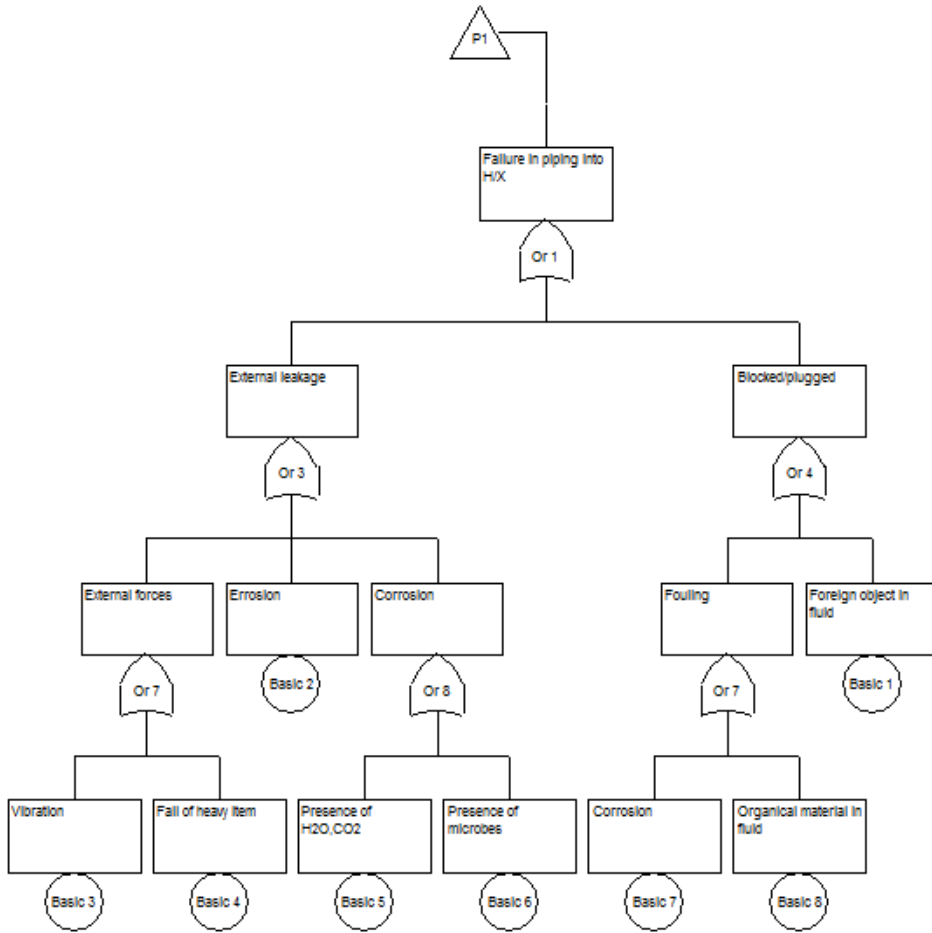 P1
Failure in piping into
H/X
Or 1
External leakage
Blocked/plugged
Or 3
Or 4
External forces
Errosion
Corrosion
Fouling
Foreign object in
fluid
Or 7
Basic 2
Or 8
Or 7
Basic 1
Vibration
Fall of heavy item
Presence of
H2O,CO2
Presence of
microbes
Corrosion
Organical material in
fluid
Basic 3
Basic 4
Basic 5
Basic 6
Basic 7
Basic 8